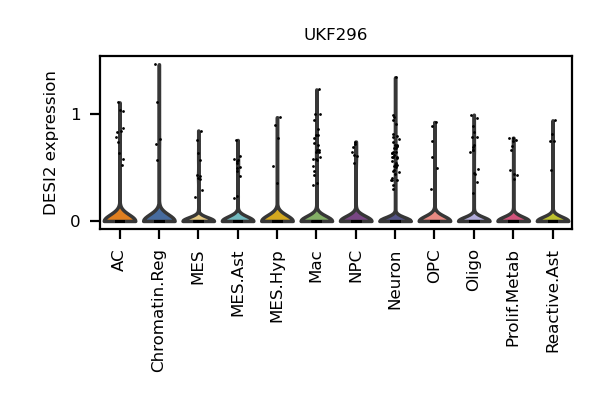 UKF296
DESI2 expression
1
0
AC
Chromatin.Reg
MES
MES.Ast
MES.Hyp
Mac
NPC
Neuron
OPC
Oligo
Prolif.Metab
Reactive.Ast